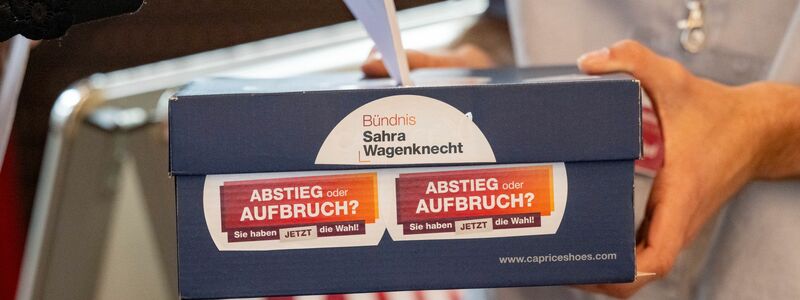 Bündnis
Sahra
Wagenknecht
ABSTIEG oder
AUFBRUCH?
Sie haben JETZT die Wahl!
ABSTIEG oder
AUFBRUCH?
Sie haben JETZT die Wahl!
www.capriceshoes.com